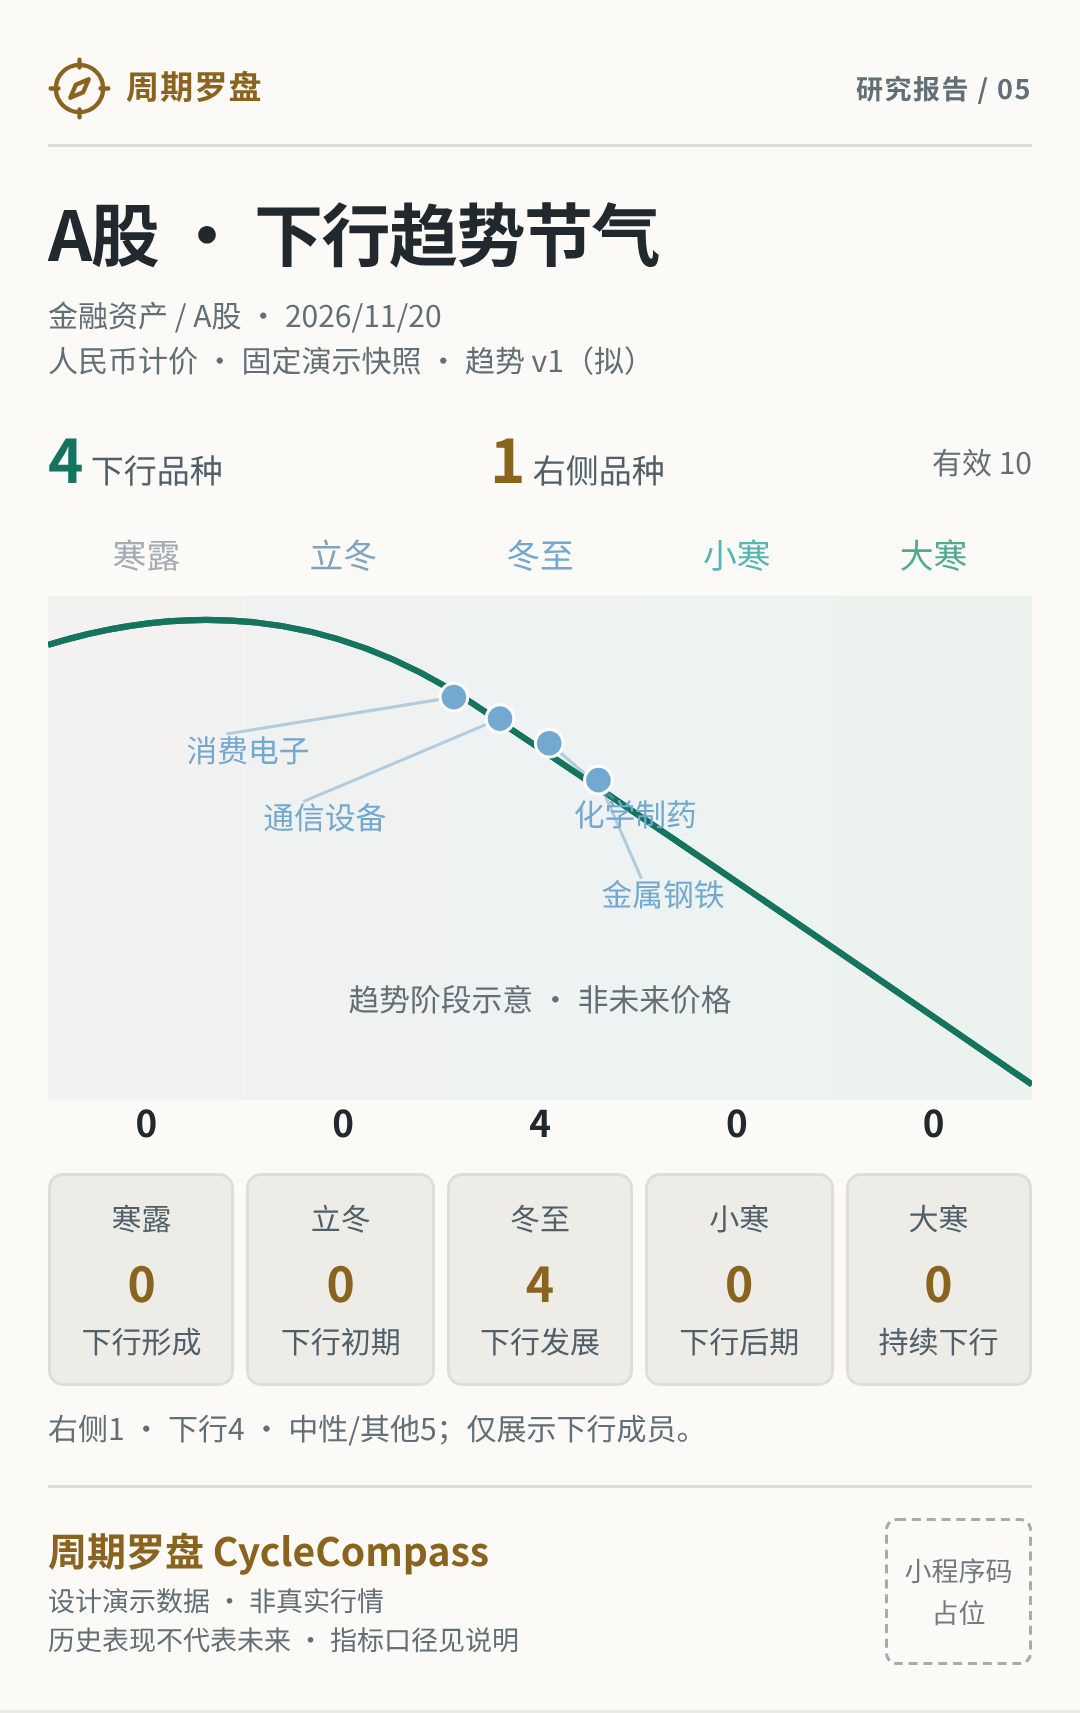 周期罗盘
研究报告 / 05
A股 · 下行趋势节气
金融资产 / A股 · 2026/11/20
人民币计价 · 固定演示快照 · 趋势 v1（拟）
4 下行品种
1 右侧品种
有效 10
寒露 立冬 冬至 小寒 大寒
消费电子
通信设备
化学制药
金属钢铁
趋势阶段示意 · 非未来价格
0 0 4 0 0
寒露 立冬 冬至 小寒 大寒
0 0 4 0 0
下行形成 下行初期 下行发展 下行后期 持续下行
右侧1 · 下行4 · 中性/其他5；仅展示下行成员。
周期罗盘 CycleCompass
设计演示数据 · 非真实行情
历史表现不代表未来 · 指标口径见说明
小程序码
占位